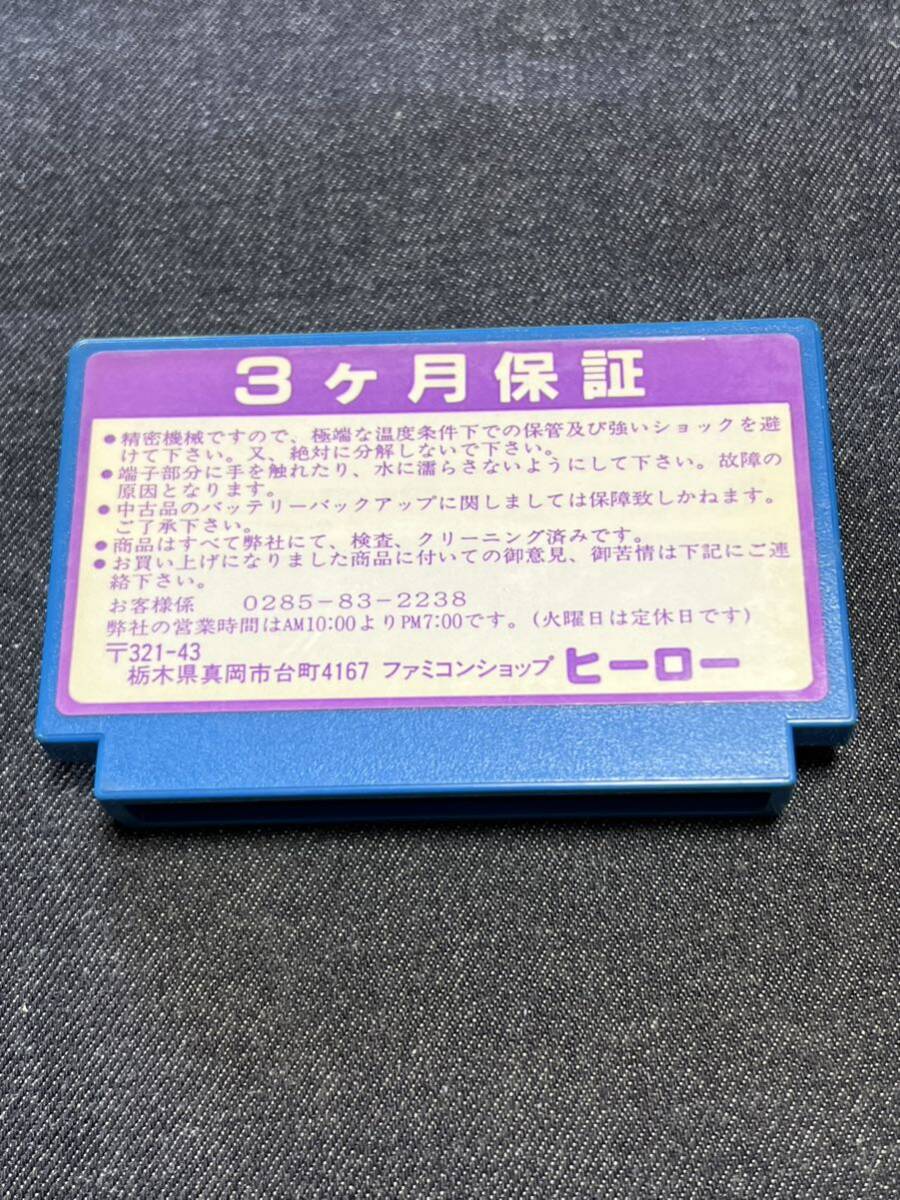 3ヶ月保証
●精密機械ですので、極端な温度条件下での保管及び強いショックを避
けて下さい。又、絶対に分解しないで下さい。
●端子部分に手を触れたり、水に濡らさないようにして下さい。故障の
原因となります。
●中古品のバッテリーバックアップに関しましては保障致しかねます。
ご了承下さい。
●商品はすべて弊社にて、検査、クリーニング済みです。
●お買い上げになりました商品に付いての御意見、御苦情は下記にご連
絡下さい。
お客様係 0285-83-2238
弊社の営業時間はAM10:00よりPM7:00です。(火曜日は定休日です)
〒321-43
栃木県真岡市台町4167 ファミコンショップ ヒーロー